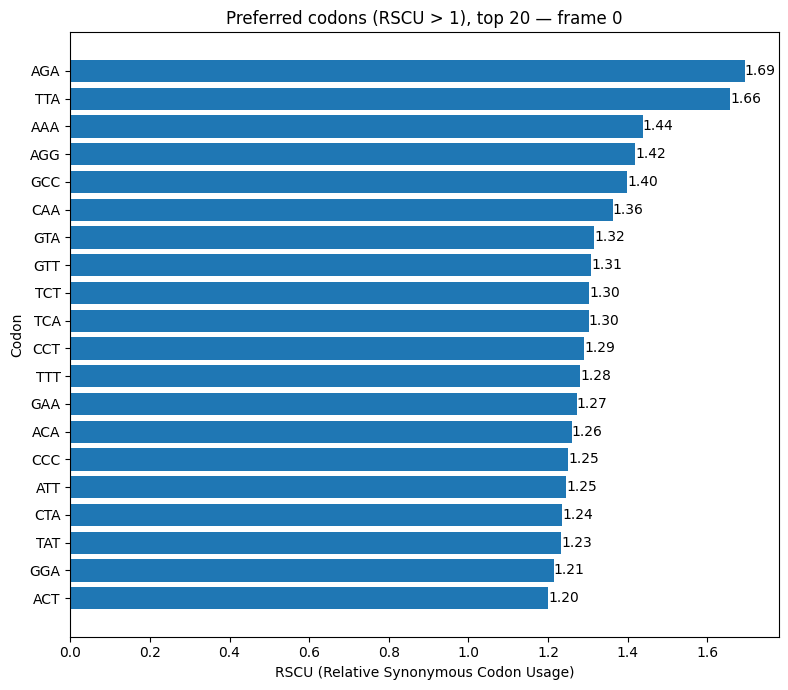 Preferred codons (RSCU > 1), top 20 — frame 0
Codon
AGA 1.69
TTA 1.66
AAA 1.44
AGG 1.42
GCC 1.40
CAA 1.36
GTA 1.32
GTT 1.31
TCT 1.30
TCA 1.30
CCT 1.29
TTT 1.28
GAA 1.27
ACA 1.26
CCC 1.25
ATT 1.25
CTA 1.24
TAT 1.23
GGA 1.21
ACT 1.20
0.0 0.2 0.4 0.6 0.8 1.0 1.2 1.4 1.6
RSCU (Relative Synonymous Codon Usage)